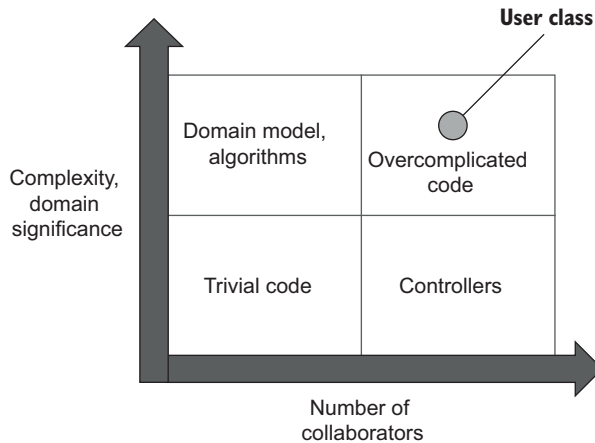 User class
Domain model,
algorithms
Overcomplicated
code
Complexity,
domain
significance
Trivial code
Controllers
Number of
collaborators